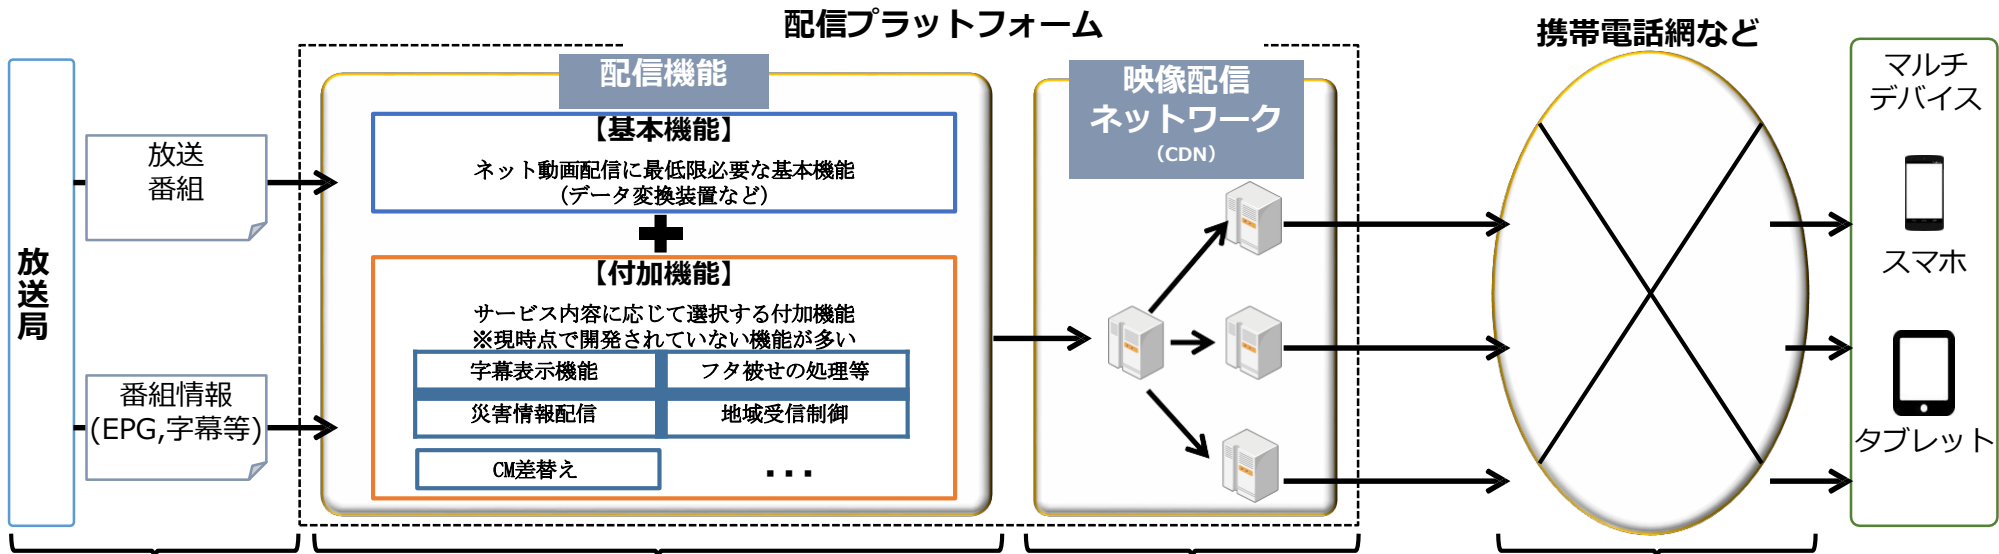 配信プラットフォーム
携帯電話網など
放送局
放送
番組
番組情報
(EPG,字幕等)
配信機能
【基本機能】
ネット動画配信に最低限必要な基本機能
(データ変換装置など)
【付加機能】
サービス内容に応じて選択する付加機能
※現時点で開発されていない機能が多い
字幕表示機能
フタ被せの処理等
災害情報配信
地域受信制御
CM差替え
...
映像配信
ネットワーク
(CDN)
マルチ
デバイス
スマホ
タブレット